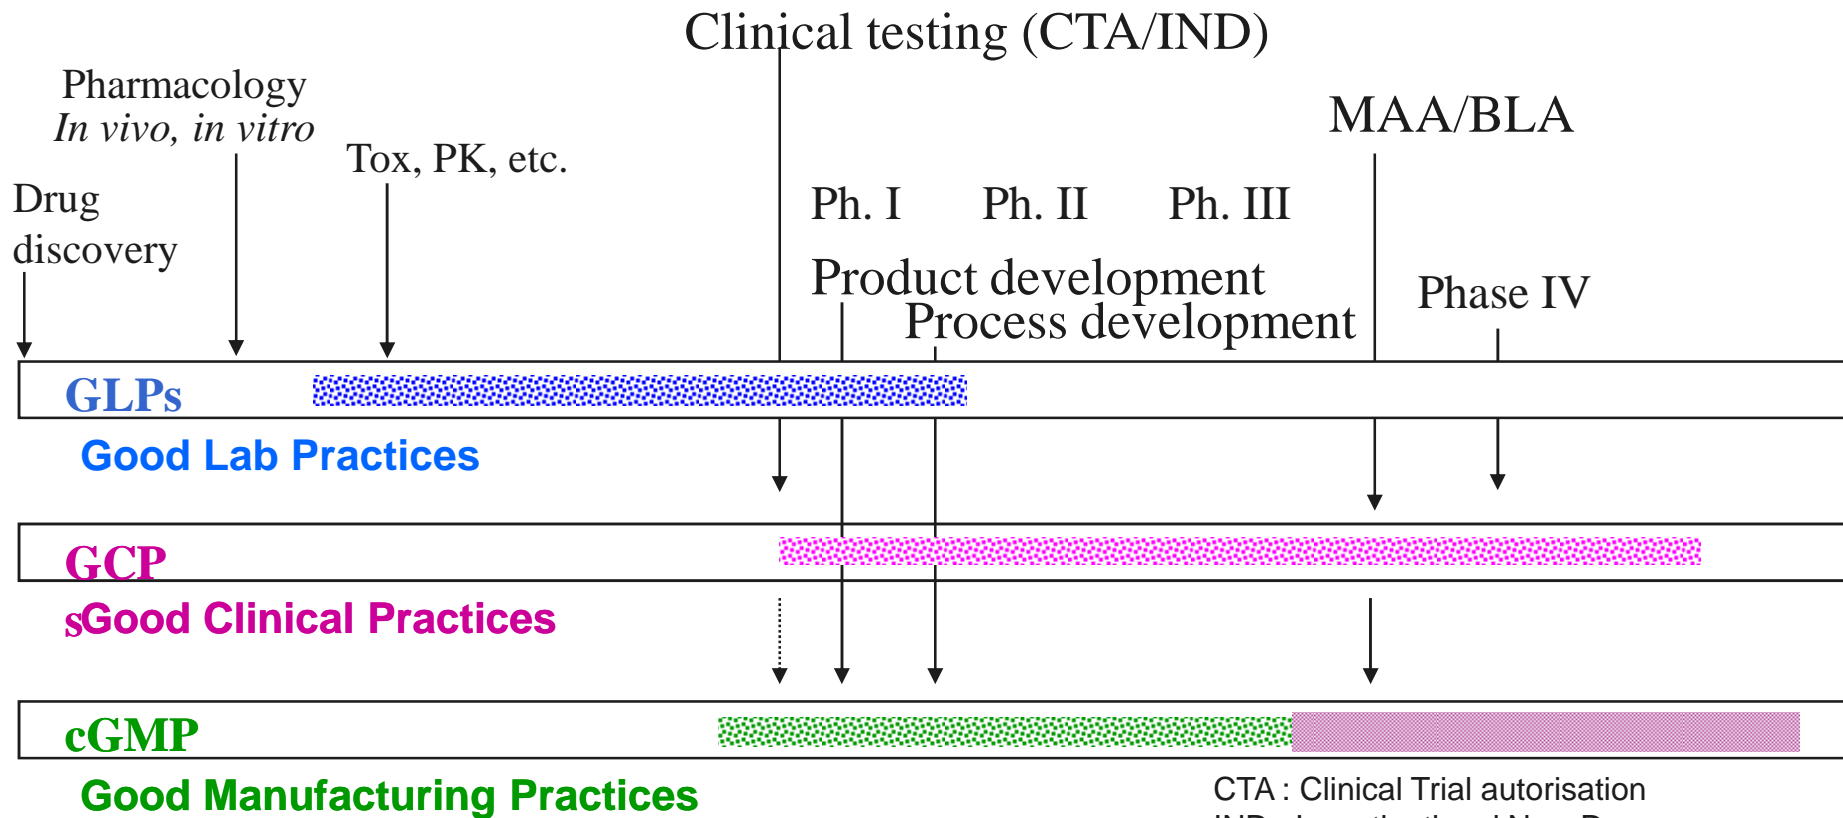 Clinical testing (CTA/IND)
Pharmacology
In vivo, in vitro
MAA/BLA
Tox, PK, etc.
Drug
discovery
Ph. I
Ph. II
Ph. III
Product development
Process development
Phase IV
GLPs
Good Lab Practices
GCP
sGood Clinical Practices
cGMP
Good Manufacturing Practices
CTA : Clinical Trial autorisation